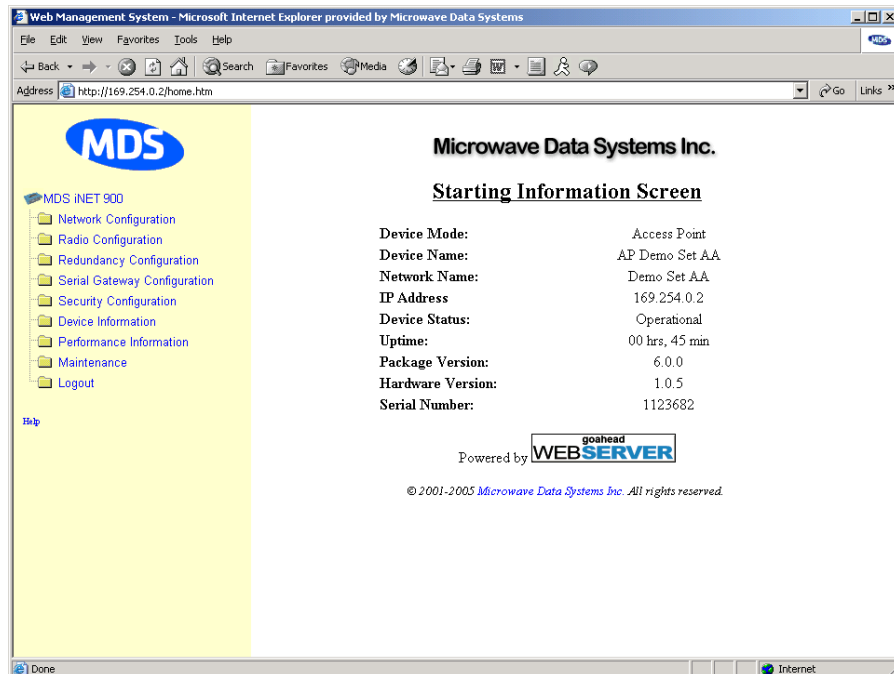 Web Management System - Microsoft Internet Explorer provided by Microwave Data Systems
File Edit View Favorites Tools Help
MDS
Back Search Favorites Media
Address http://169.254.0.2/home.htm Go Links »
MDS
MDS iNET 900
Network Configuration
Radio Configuration
Redundancy Configuration
Serial Gateway Configuration
Security Configuration
Device Information
Performance Information
Maintenance
Logout
Help
Microwave Data Systems Inc.
Starting Information Screen
Device Mode: Access Point
Device Name: AP Demo Set AA
Network Name: Demo Set AA
IP Address 169.254.0.2
Device Status: Operational
Uptime: 00 hrs, 45 min
Package Version: 6.0.0
Hardware Version: 1.0.5
Serial Number: 1123682
Powered by goahead WEBSERVER
© 2001-2005 Microwave Data Systems Inc. All rights reserved.
Done Internet